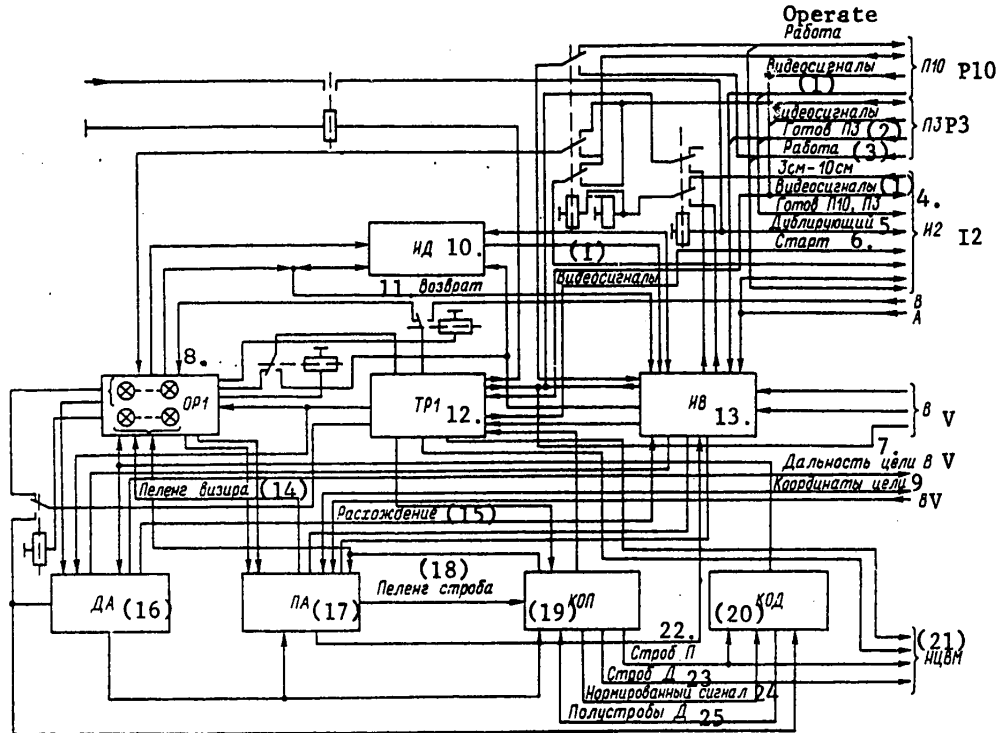 Operate
Работа
Видеосигналы
(1)
П10 P10
Видеосигналы
Готов П3 (2)
П3 P3
Работа (3)
3см-10см
Видеосигналы (1)
4.
Готов П10, П3
Дублирующий 5.
И2 I2
Старт 6.
ИД 10.
(1)
Видеосигналы
11. Возврат
В
А
8.
ОР1
ТР1
12.
ИВ
13.
В V
7.
Дальность цели В V
Пеленг визира (14)
Координаты цели 9
В V
Расхождение (15)
(18)
Пеленг строба
ДА (16)
ПА (17)
(19) КОП
КОД
(20)
22.
Строб П
(21)
НЦВМ
Строб Д 23
Нормированный сигнал 24
Полустробы Д 25